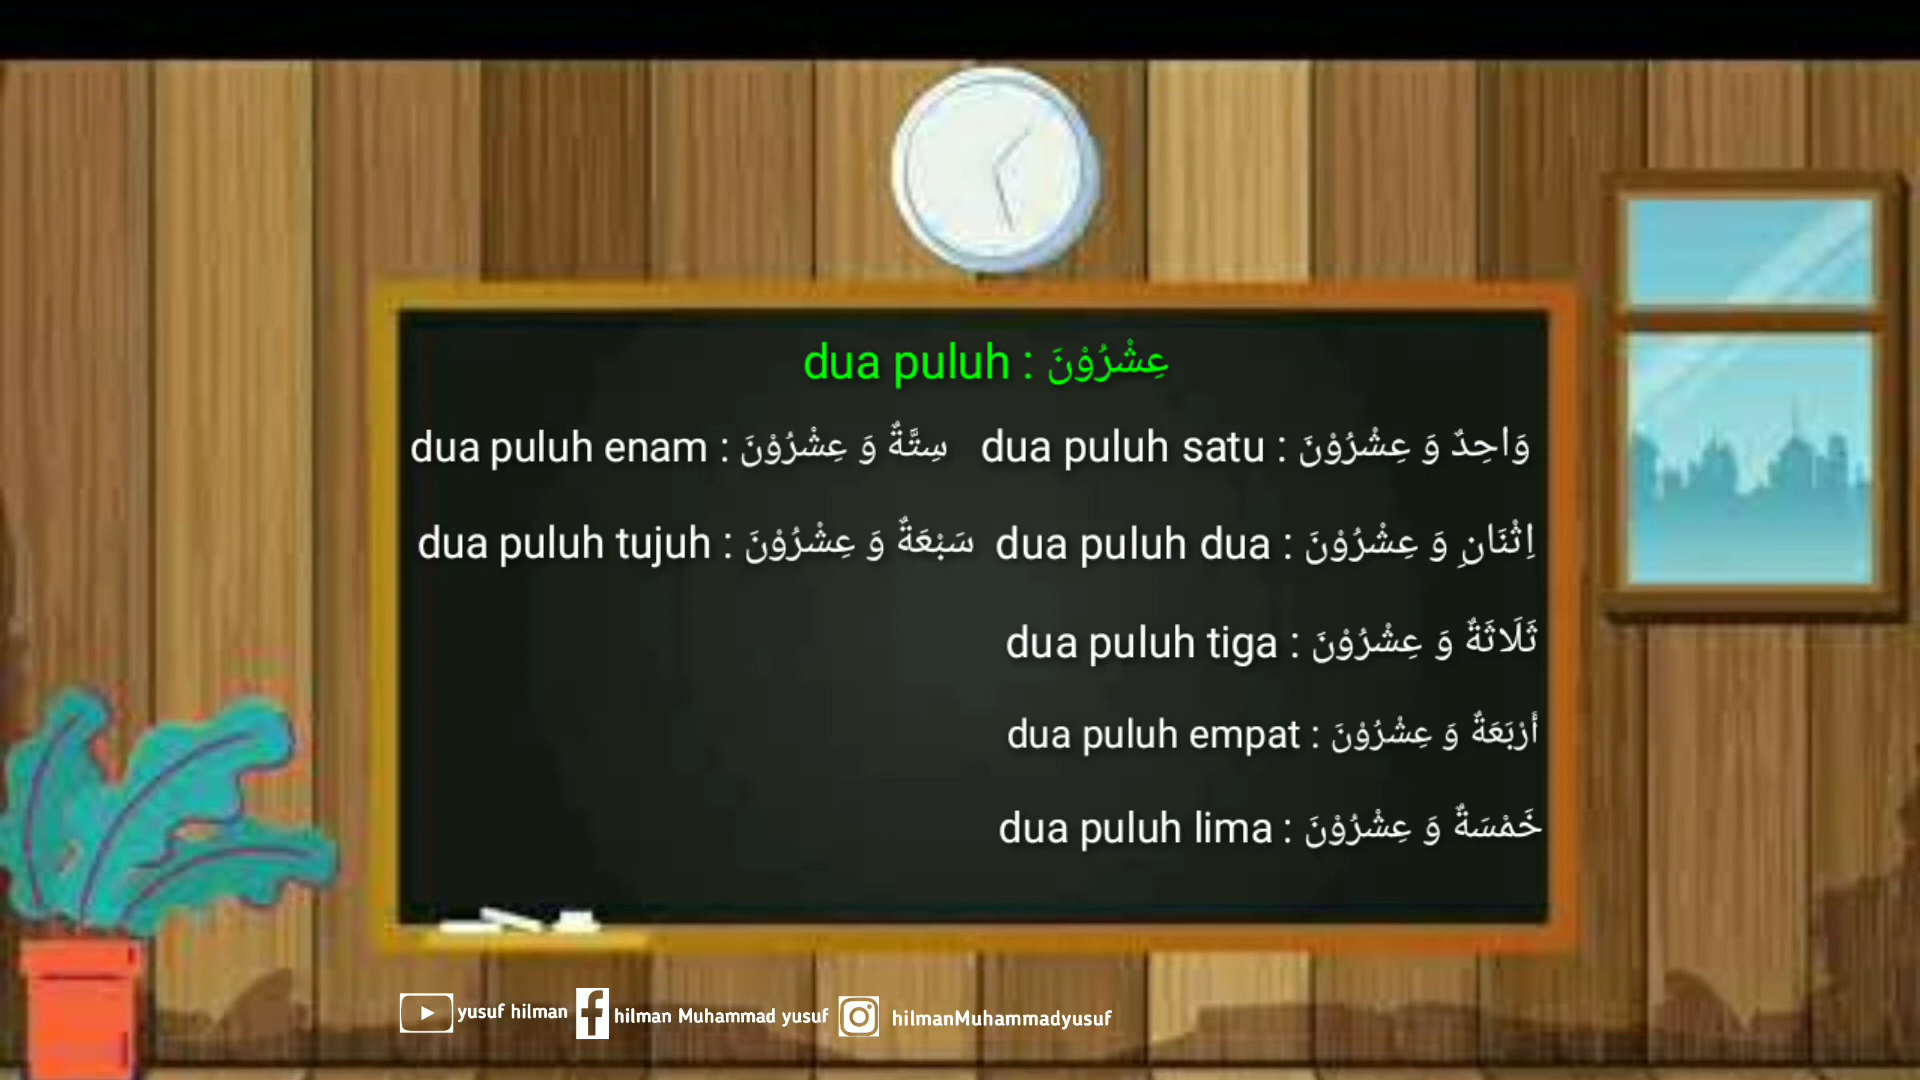 dua puluh : عِشْرُوْنَ
dua puluh satu : وَاحِدٌ وَ عِشْرُوْنَ
dua puluh dua : اِثْنَانِ وَ عِشْرُوْنَ
dua puluh tiga : ثَلَاثَةٌ وَ عِشْرُوْنَ
dua puluh empat : أَرْبَعَةٌ وَ عِشْرُوْنَ
dua puluh lima : خَمْسَةٌ وَ عِشْرُوْنَ
dua puluh enam : سِتَّةٌ وَ عِشْرُوْنَ
dua puluh tujuh : سَبْعَةٌ وَ عِشْرُوْنَ
yusuf hilman
hilman Muhammad yusuf
hilmanMuhammadyusuf